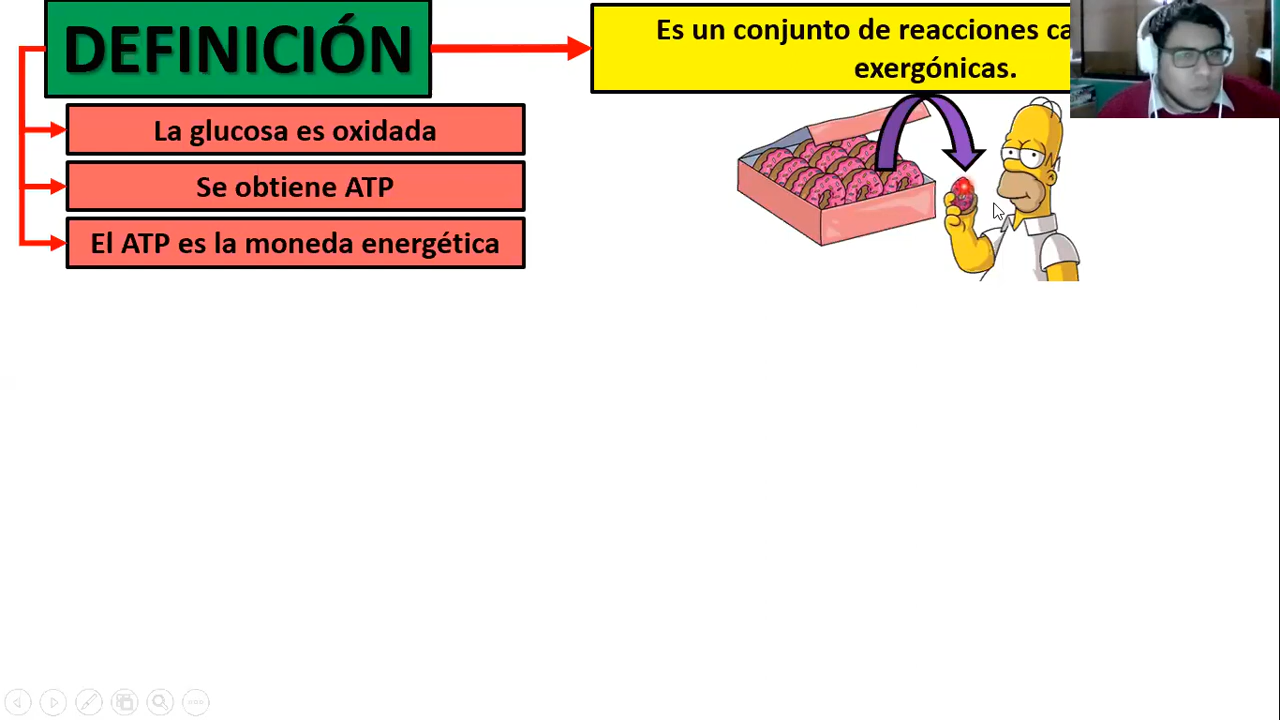 DEFINICIÓN
Es un conjunto de reacciones
exergónicas.
La glucosa es oxidada
Se obtiene ATP
El ATP es la moneda energética